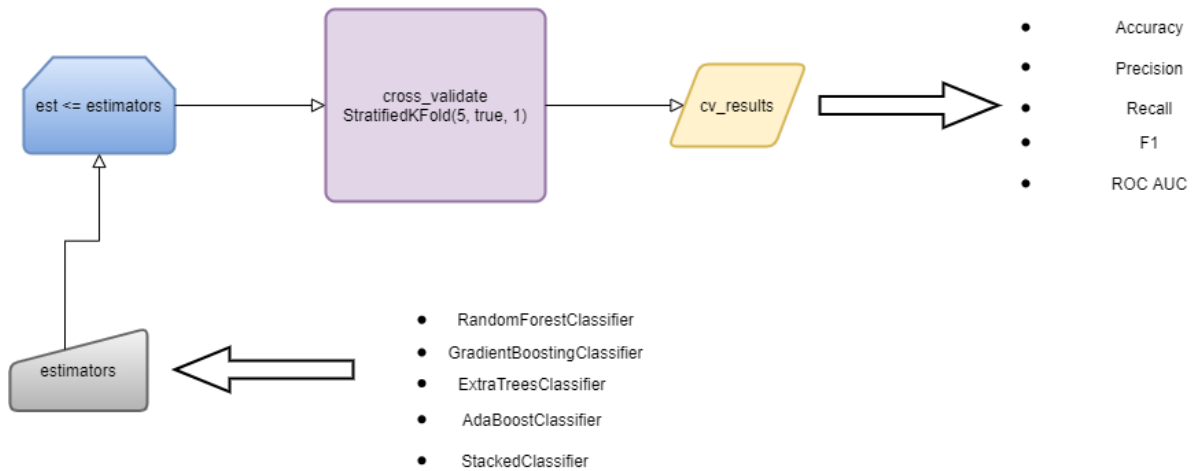 est <= estimators
cross_validate
StratifiedKFold(5, true, 1)
cv_results
Accuracy
Precision
Recall
F1
ROC AUC
estimators
RandomForestClassifier
GradientBoostingClassifier
ExtraTreesClassifier
AdaBoostClassifier
StackedClassifier